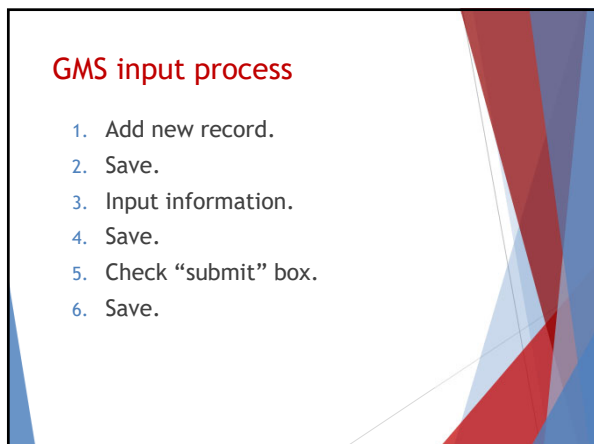 GMS input process
1. Add new record.
2. Save.
3. Input information.
4. Save.
5. Check “submit” box.
6. Save.